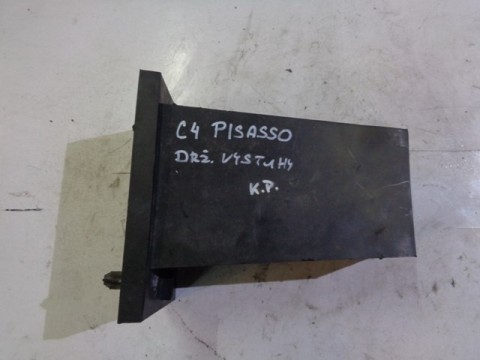 C4 PISASSO
DRŽ. VYSTUHY
K.P.